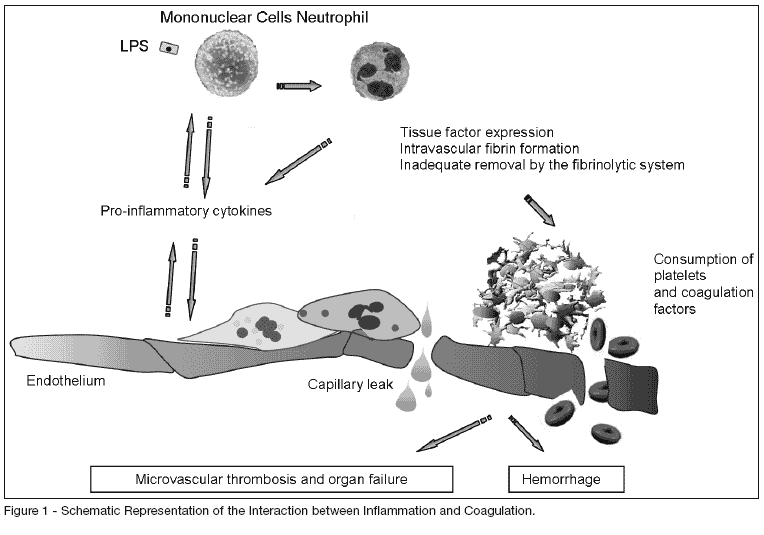 Mononuclear Cells Neutrophil
LPS
Tissue factor expression
Intravascular fibrin formation
Inadequate removal by the fibrinolytic system
Pro-inflammatory cytokines
Consumption of
platelets
and coagulation
factors
Endothelium
Capillary leak
Microvascular thrombosis and organ failure
Hemorrhage
Figure 1 - Schematic Representation of the Interaction between Inflammation and Coagulation.